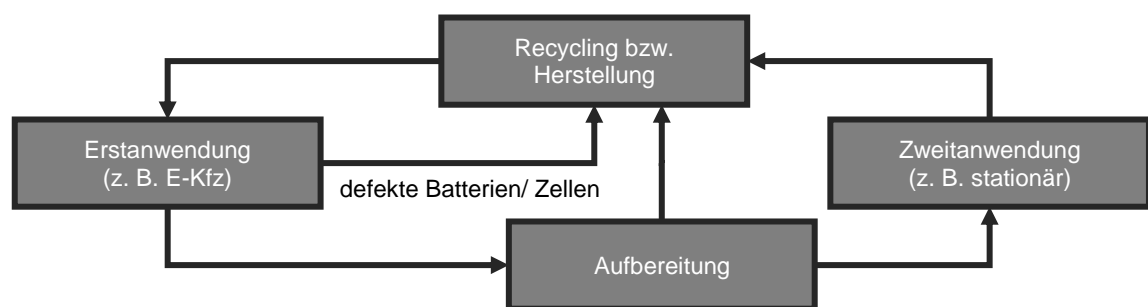 Recycling bzw.
Herstellung
Erstanwendung
(z. B. E-Kfz)
Zweitanwendung
(z. B. stationär)
defekte Batterien/ Zellen
Aufbereitung